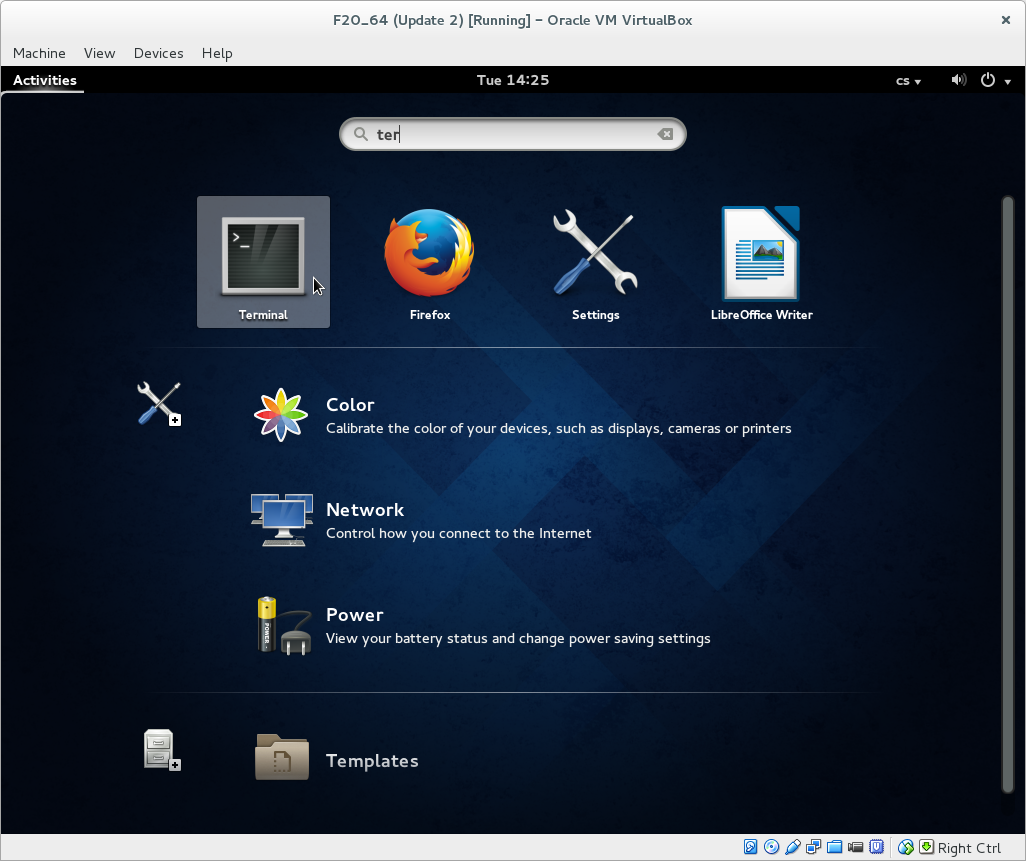 F20_64 (Update 2) [Running] – Oracle VM VirtualBox
Machine View Devices Help
Activities Tue 14:25 cs
ter
>_
Terminal Firefox Settings LibreOffice Writer
Color
Calibrate the color of your devices, such as displays, cameras or printers
Network
Control how you connect to the Internet
POWER
Power
View your battery status and change power saving settings
Templates
Right Ctrl